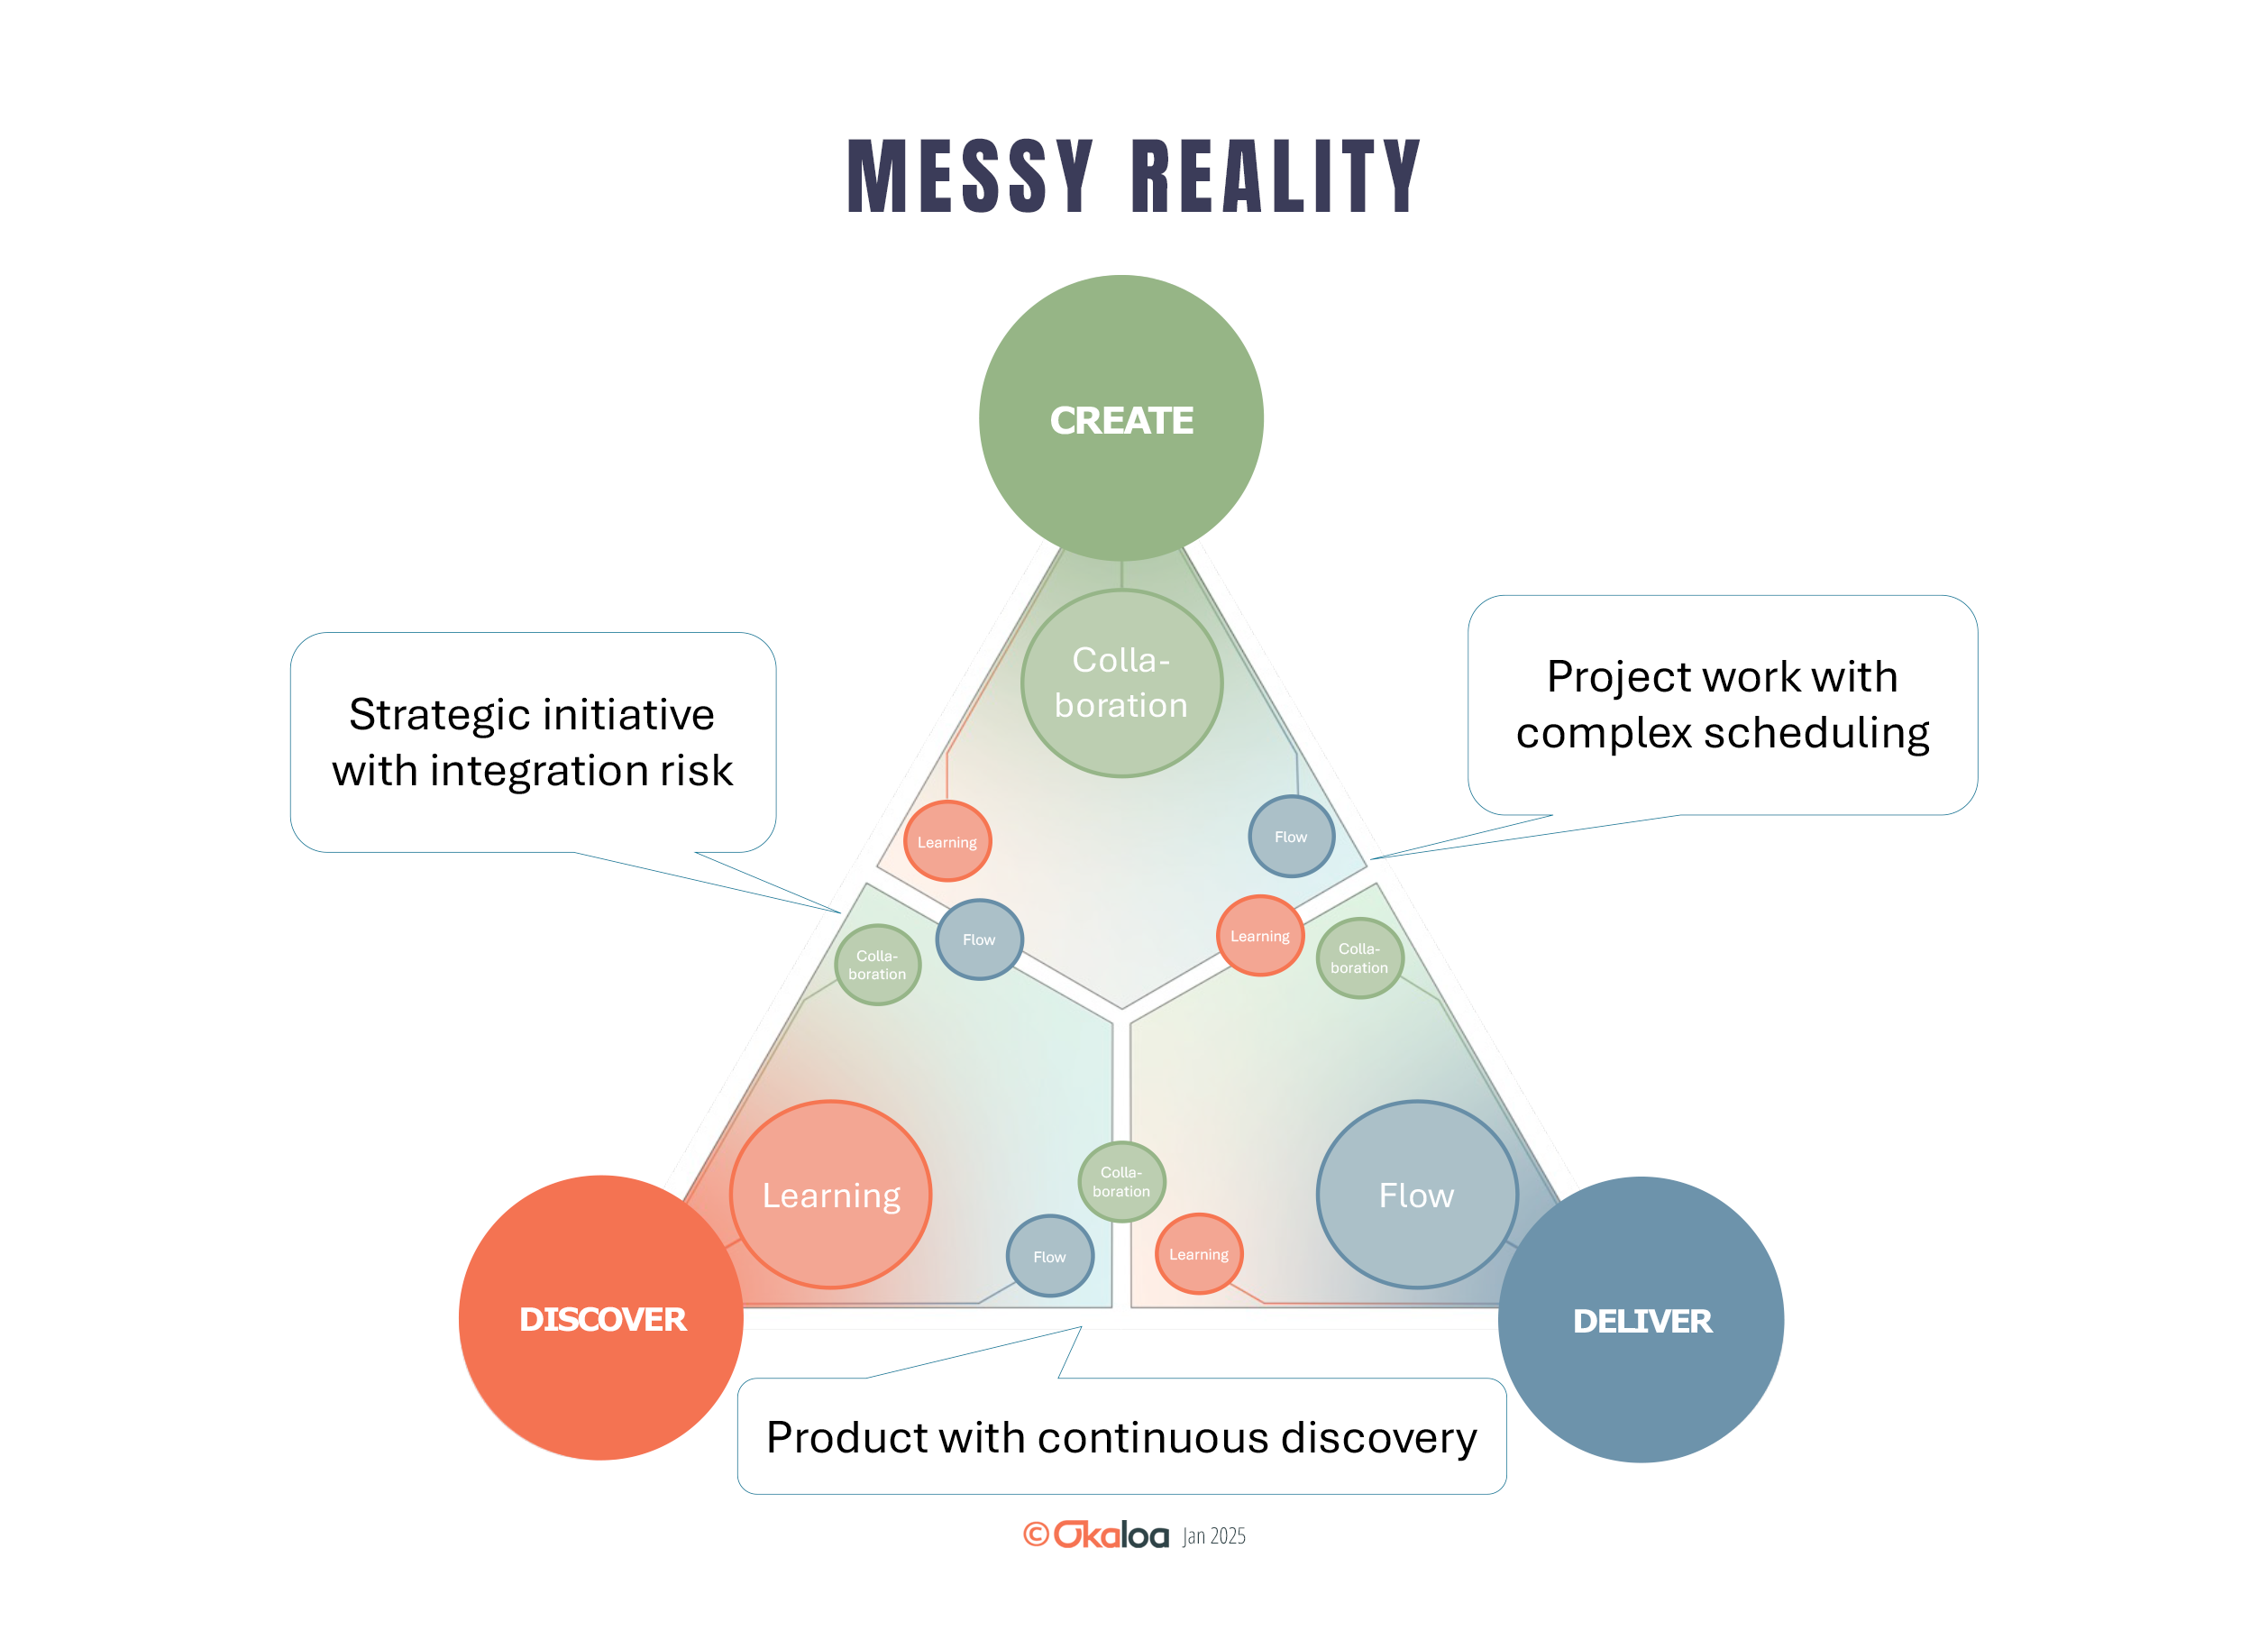 MESSY REALITY
CREATE
Colla-
boration
Strategic initiative
with integration risk
Project work with
complex scheduling
Learning
Flow
Flow
Learning
Colla-
boration
Colla-
boration
Learning
Flow
Colla-
boration
Flow
Learning
DISCOVER
DELIVER
Product with continuous discovery
© Okaloa Jan 2025